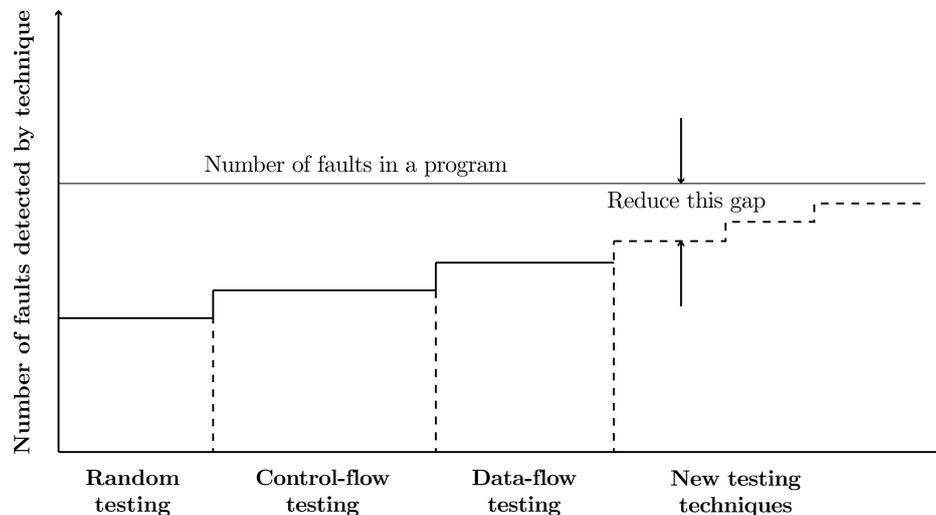 Number of faults detected by technique
Number of faults in a program
Reduce this gap
Random
testing
Control-flow
testing
Data-flow
testing
New testing
techniques